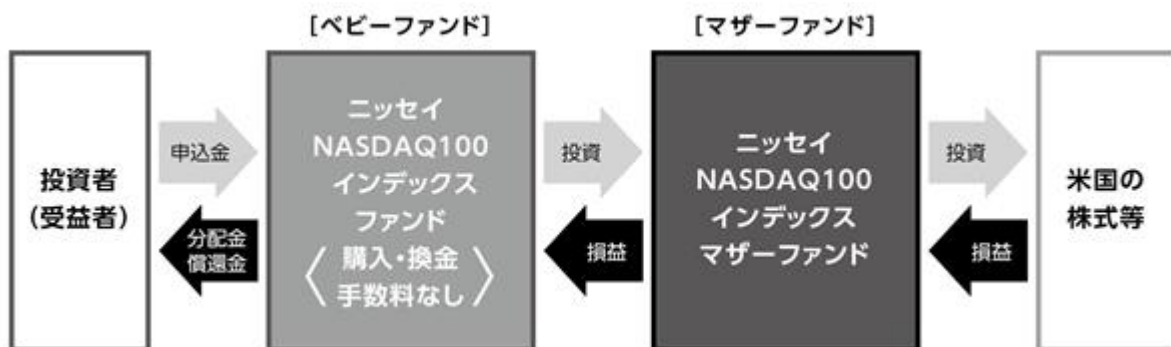 ［ベビーファンド］
［マザーファンド］
投資者
（受益者）
申込金
分配金
償還金
ニッセイ
NASDAQ100
インデックス
ファンド
〈購入・換金
手数料なし〉
投資
損益
ニッセイ
NASDAQ100
インデックス
マザーファンド
投資
損益
米国の
株式等